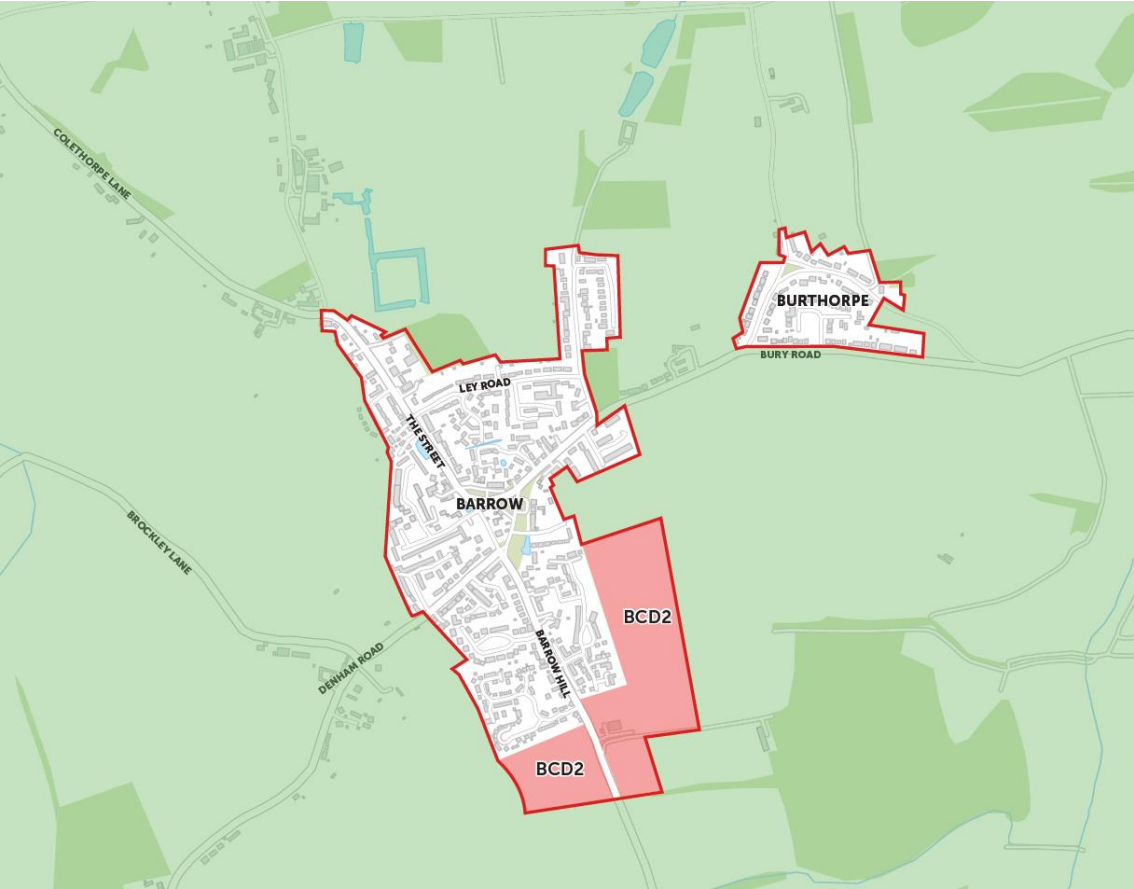 COLETHORPE LANE
BURTHORPE
BURY ROAD
LEY ROAD
THE STREET
BARROW
BROCKLEY LANE
BCD2
BARROW HILL
DENHAM ROAD
BCD2